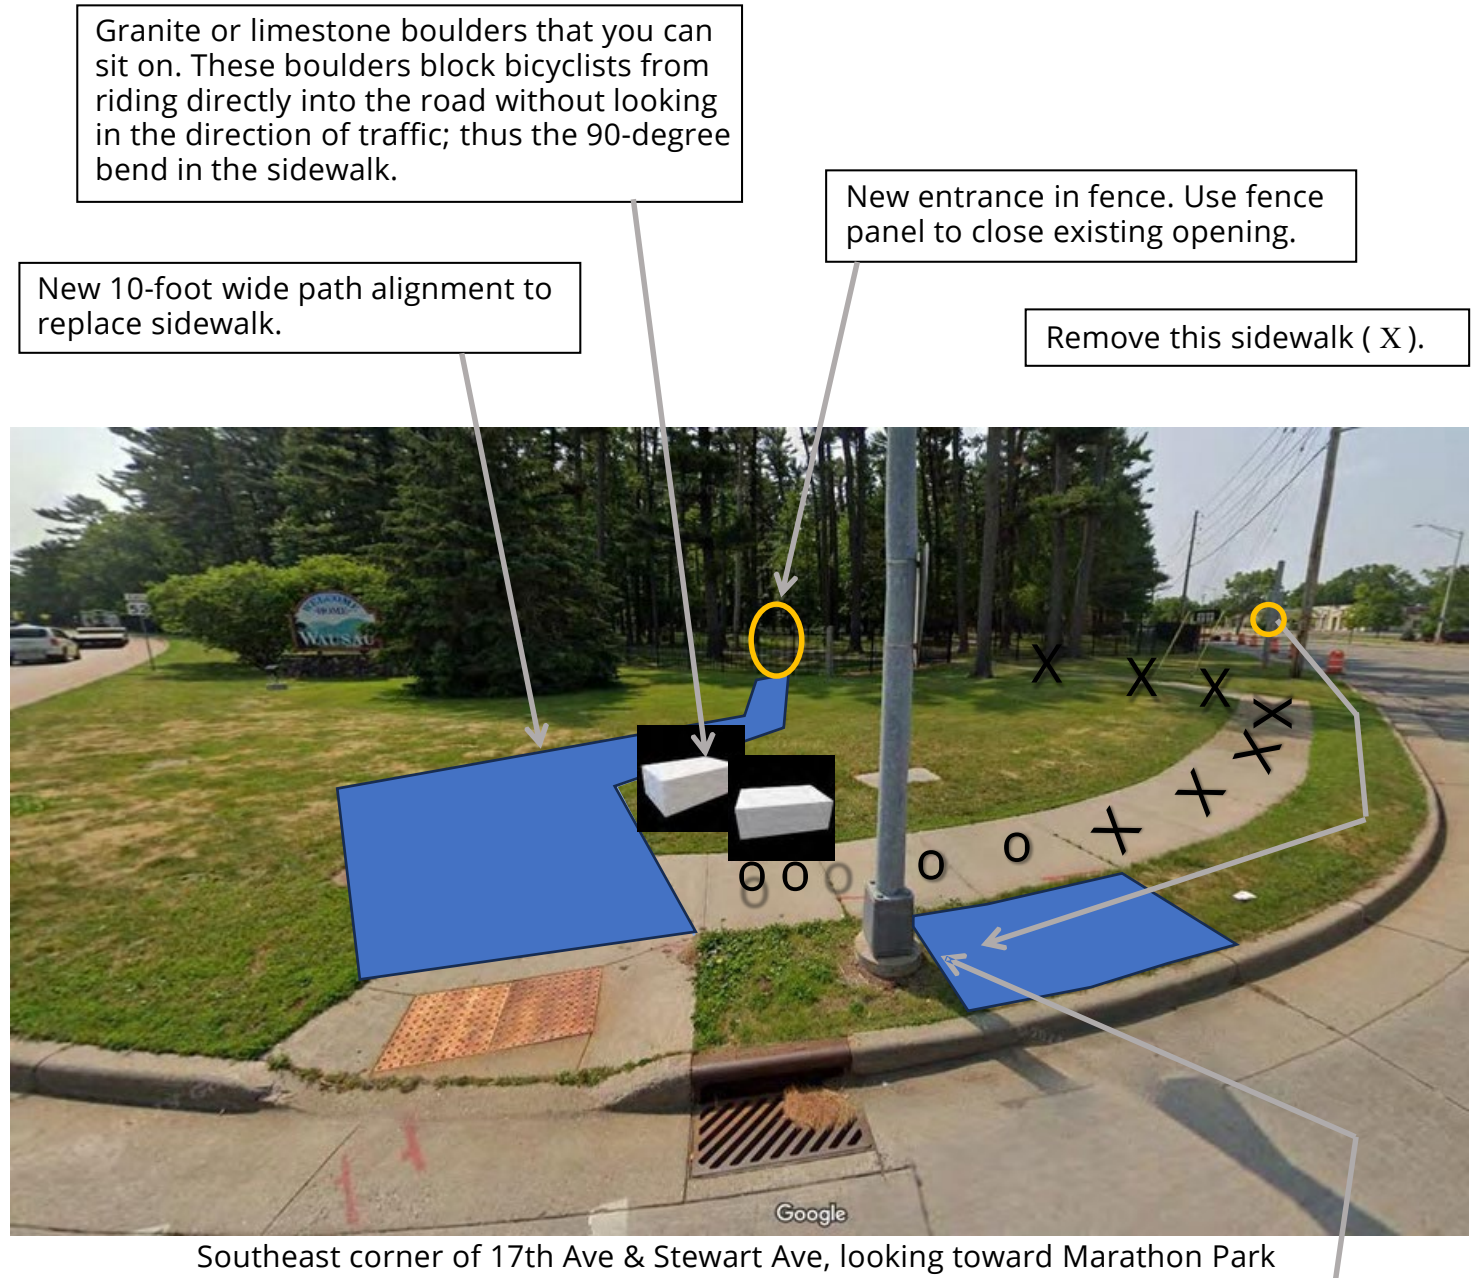 Granite or limestone boulders that you can
sit on. These boulders block bicyclists from
riding directly into the road without looking
in the direction of traffic; thus the 90-degree
bend in the sidewalk.
New entrance in fence. Use fence
panel to close existing opening.
New 10-foot wide path alignment to
replace sidewalk.
Remove this sidewalk ( X ).
WELCOME
HOME
WAUSAU
X X X X
X
X
X
O O O O O
Google
Southeast corner of 17th Ave & Stewart Ave, looking toward Marathon Park